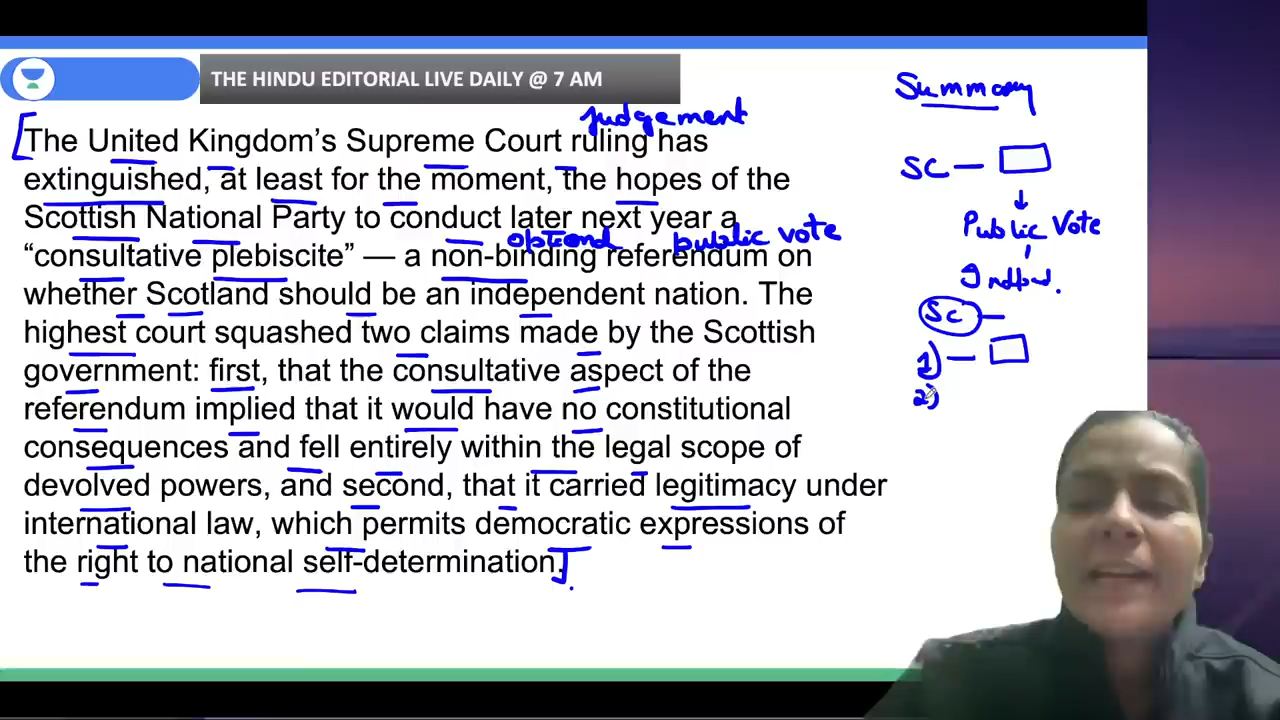 THE HINDU EDITORIAL LIVE DAILY @ 7 AM
judgement
The United Kingdom's Supreme Court ruling has
extinguished, at least for the moment, the hopes of the
Scottish National Party to conduct later next year a
optional public vote
“consultative plebiscite” — a non-binding referendum on
whether Scotland should be an independent nation. The
highest court squashed two claims made by the Scottish
government: first, that the consultative aspect of the
referendum implied that it would have no constitutional
consequences and fell entirely within the legal scope of
devolved powers, and second, that it carried legitimacy under
international law, which permits democratic expressions of
the right to national self-determination.
Summary
SC —
Public Vote
SC —
1) —
2)